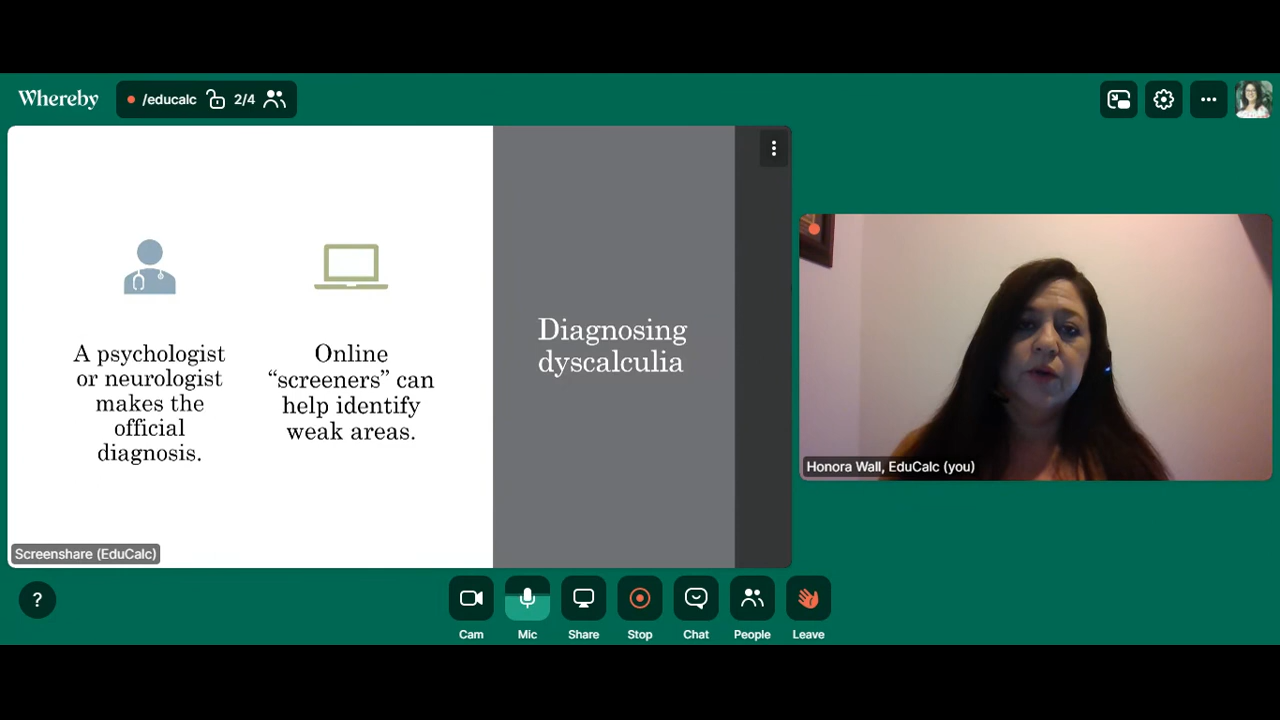 Whereby
/educalc
2/4
A psychologist
or neurologist
makes the
official
diagnosis.
Online
“screeners” can
help identify
weak areas.
Diagnosing
dyscalculia
Screenshare (EduCalc)
Honora Wall, EduCalc (you)
?
Cam
Mic
Share
Stop
Chat
People
Leave